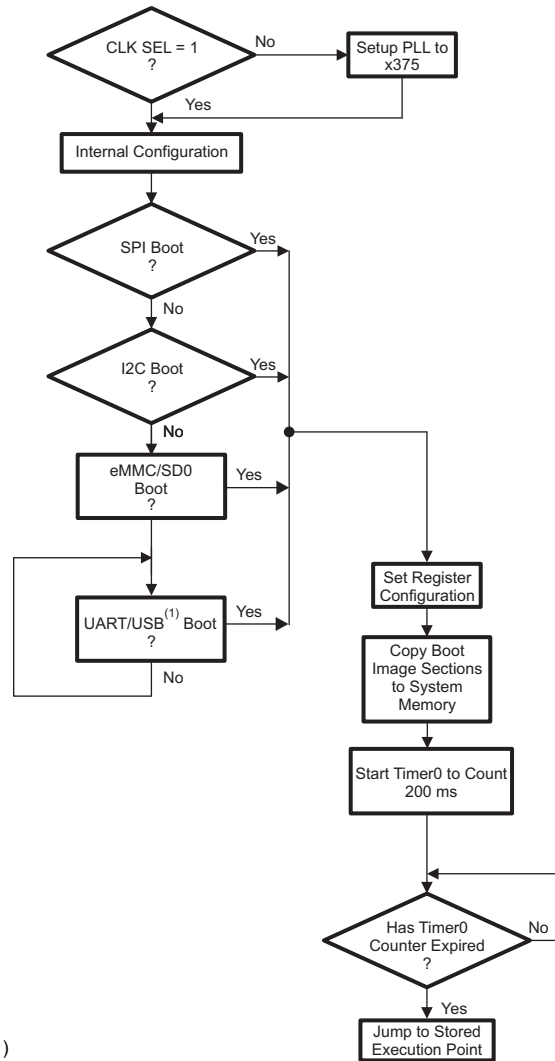 CLK SEL = 1
?
No
Setup PLL to
x375
Yes
Internal Configuration
SPI Boot
?
Yes
No
I2C Boot
?
Yes
No
eMMC/SD0
Boot
?
Yes
UART/USB(1) Boot
?
Yes
No
Set Register
Configuration
Copy Boot
Image Sections
to System
Memory
Start Timer0 to Count
200 ms
Has Timer0
Counter Expired
?
No
Yes
Jump to Stored
Execution Point
)